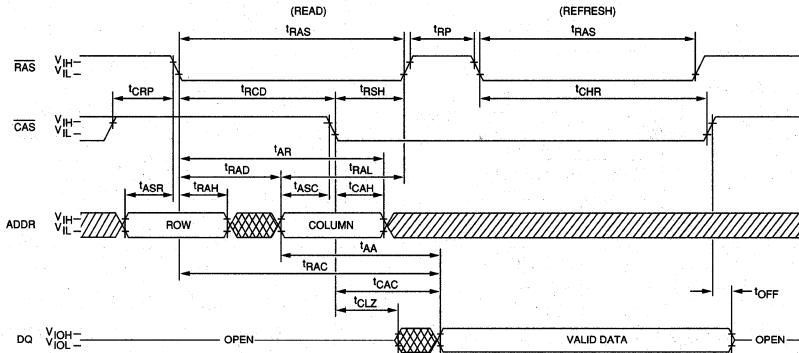 (READ) (REFRESH)
tRAS tRP tRAS
RAS VIH VIL
tCRP tRCD tRSH tCHR
CAS VIH VIL
tAR
tRAD tRAL
tASR tRAH tASC tCAH
ADDR VIH VIL ROW COLUMN
tAA
tRAC
tCAC
tCLZ tOFF
DQ VIOH VIOL OPEN VALID DATA OPEN